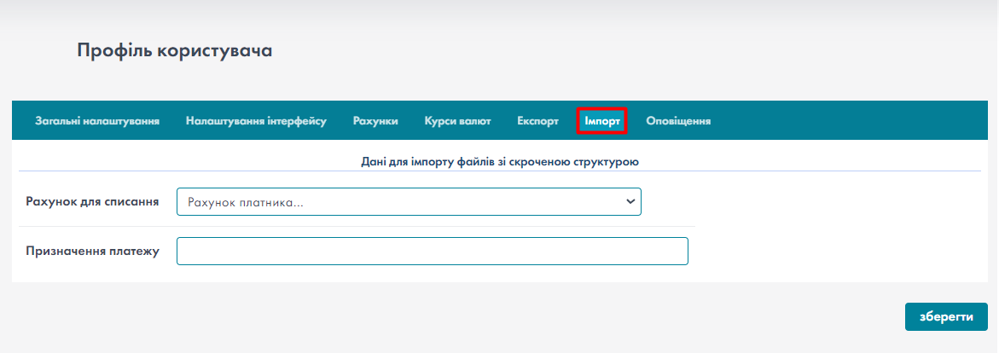 Профіль користувача
Загальні налаштування Налаштування інтерфейсу Рахунки Курси валют Експорт Імпорт Оповіщення
Дані для імпорту файлів зі скроченою структурою
Рахунок для списання Рахунок платника...
Призначення платежу
зберегти